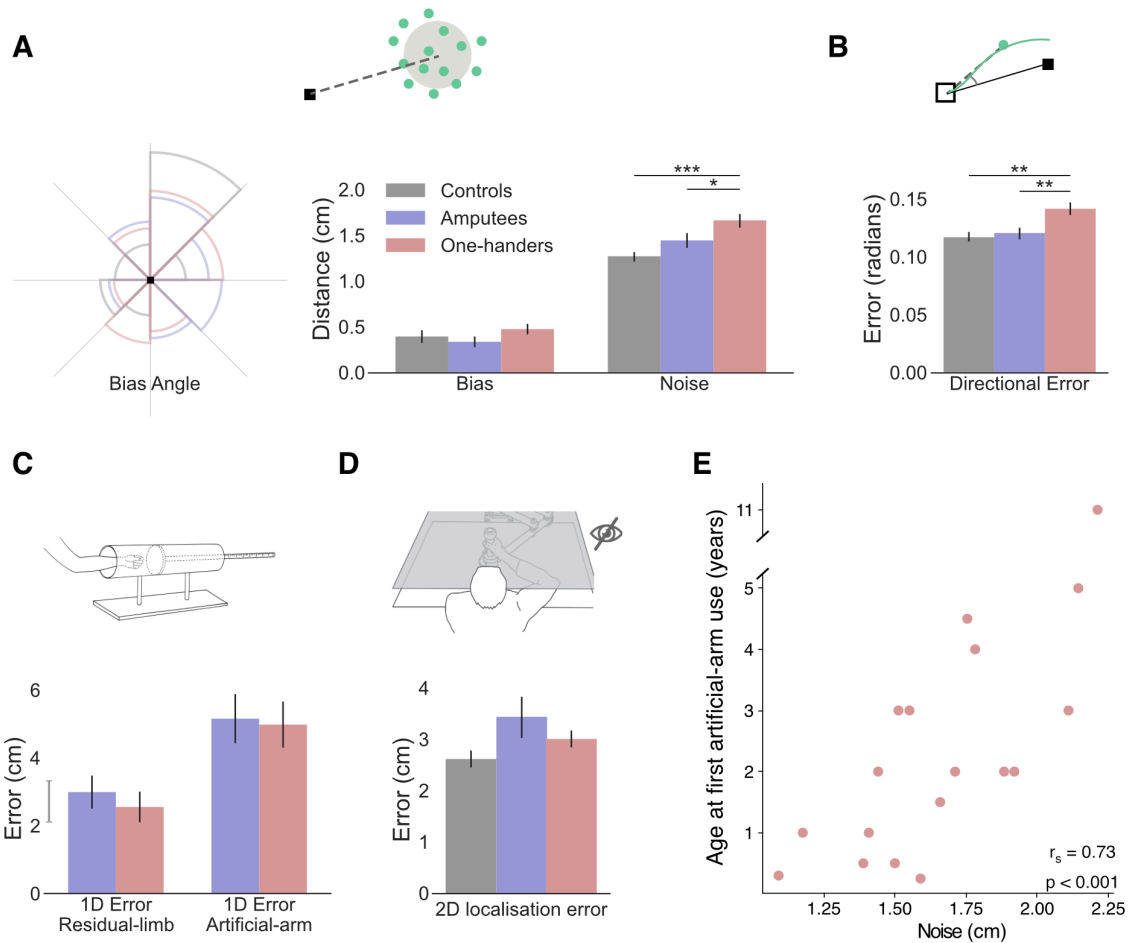 A
B
Bias Angle
Distance (cm)
2.0
1.5
1.0
0.5
0.0
Controls
Amputees
One-handers
***
*
Bias
Noise
Error (radians)
0.15
0.10
0.05
0.00
**
**
Directional Error
C
D
E
Error (cm)
6
4
2
0
1D Error
Residual-limb
1D Error
Artificial-arm
Error (cm)
4
3
2
1
0
2D localisation error
Age at first artificial-arm use (years)
11
5
4
3
2
1
rs = 0.73
p < 0.001
1.25
1.50
1.75
2.00
2.25
Noise (cm)